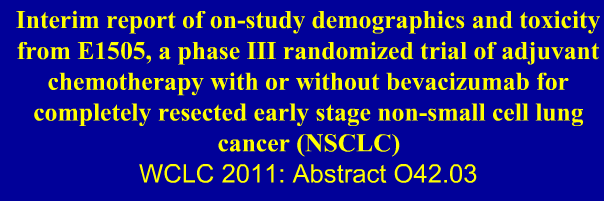 Interim report of on-study demographics and toxicity
from E1505, a phase III randomized trial of adjuvant
chemotherapy with or without bevacizumab for
completely resected early stage non-small cell lung
cancer (NSCLC)
WCLC 2011: Abstract O42.03